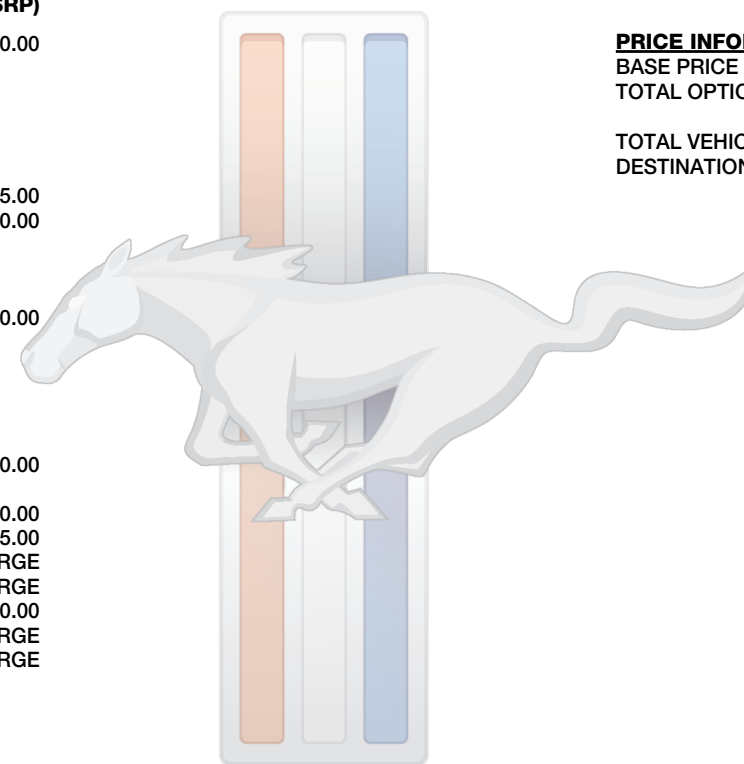 SRP)
0.00
5.00
0.00
0.00
0.00
0.00
5.00
RGE
RGE
0.00
RGE
RGE
PRICE INFO
BASE PRICE
TOTAL OPTIO
TOTAL VEHIC
DESTINATION